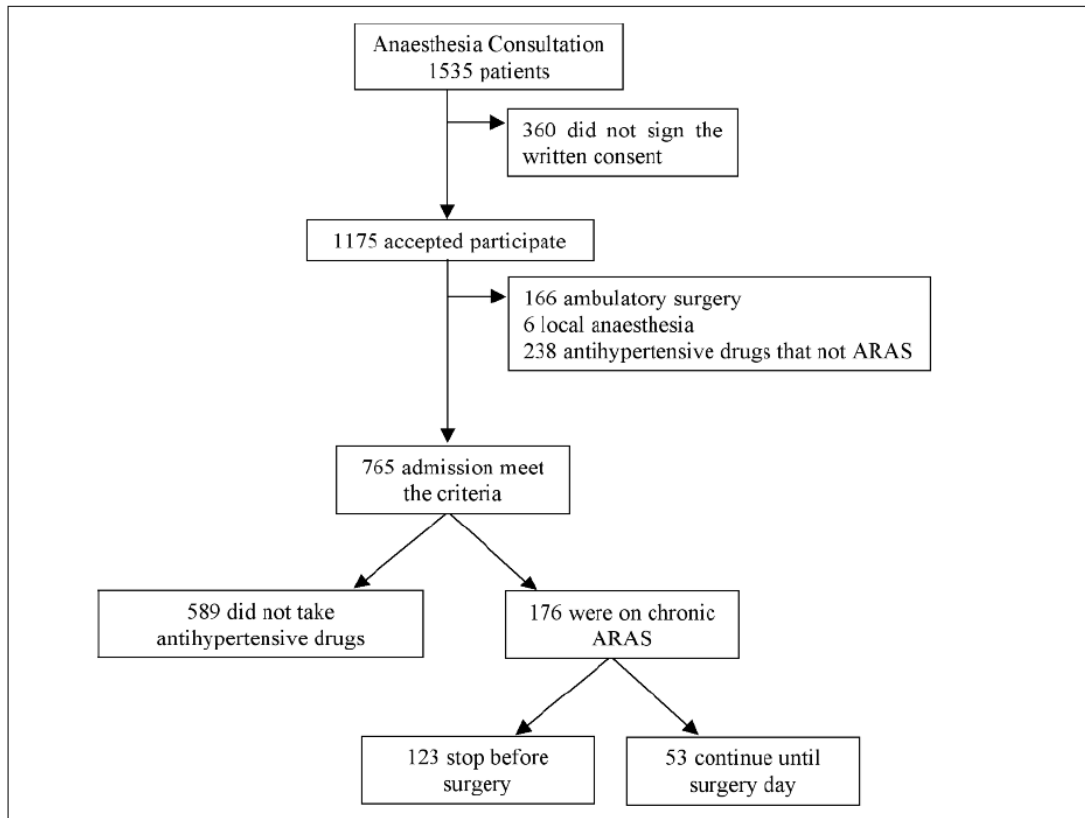 Anaesthesia Consultation
1535 patients
360 did not sign the
written consent
1175 accepted participate
166 ambulatory surgery
6 local anaesthesia
238 antihypertensive drugs that not ARAS
765 admission meet
the criteria
589 did not take
antihypertensive drugs
176 were on chronic
ARAS
123 stop before
surgery
53 continue until
surgery day